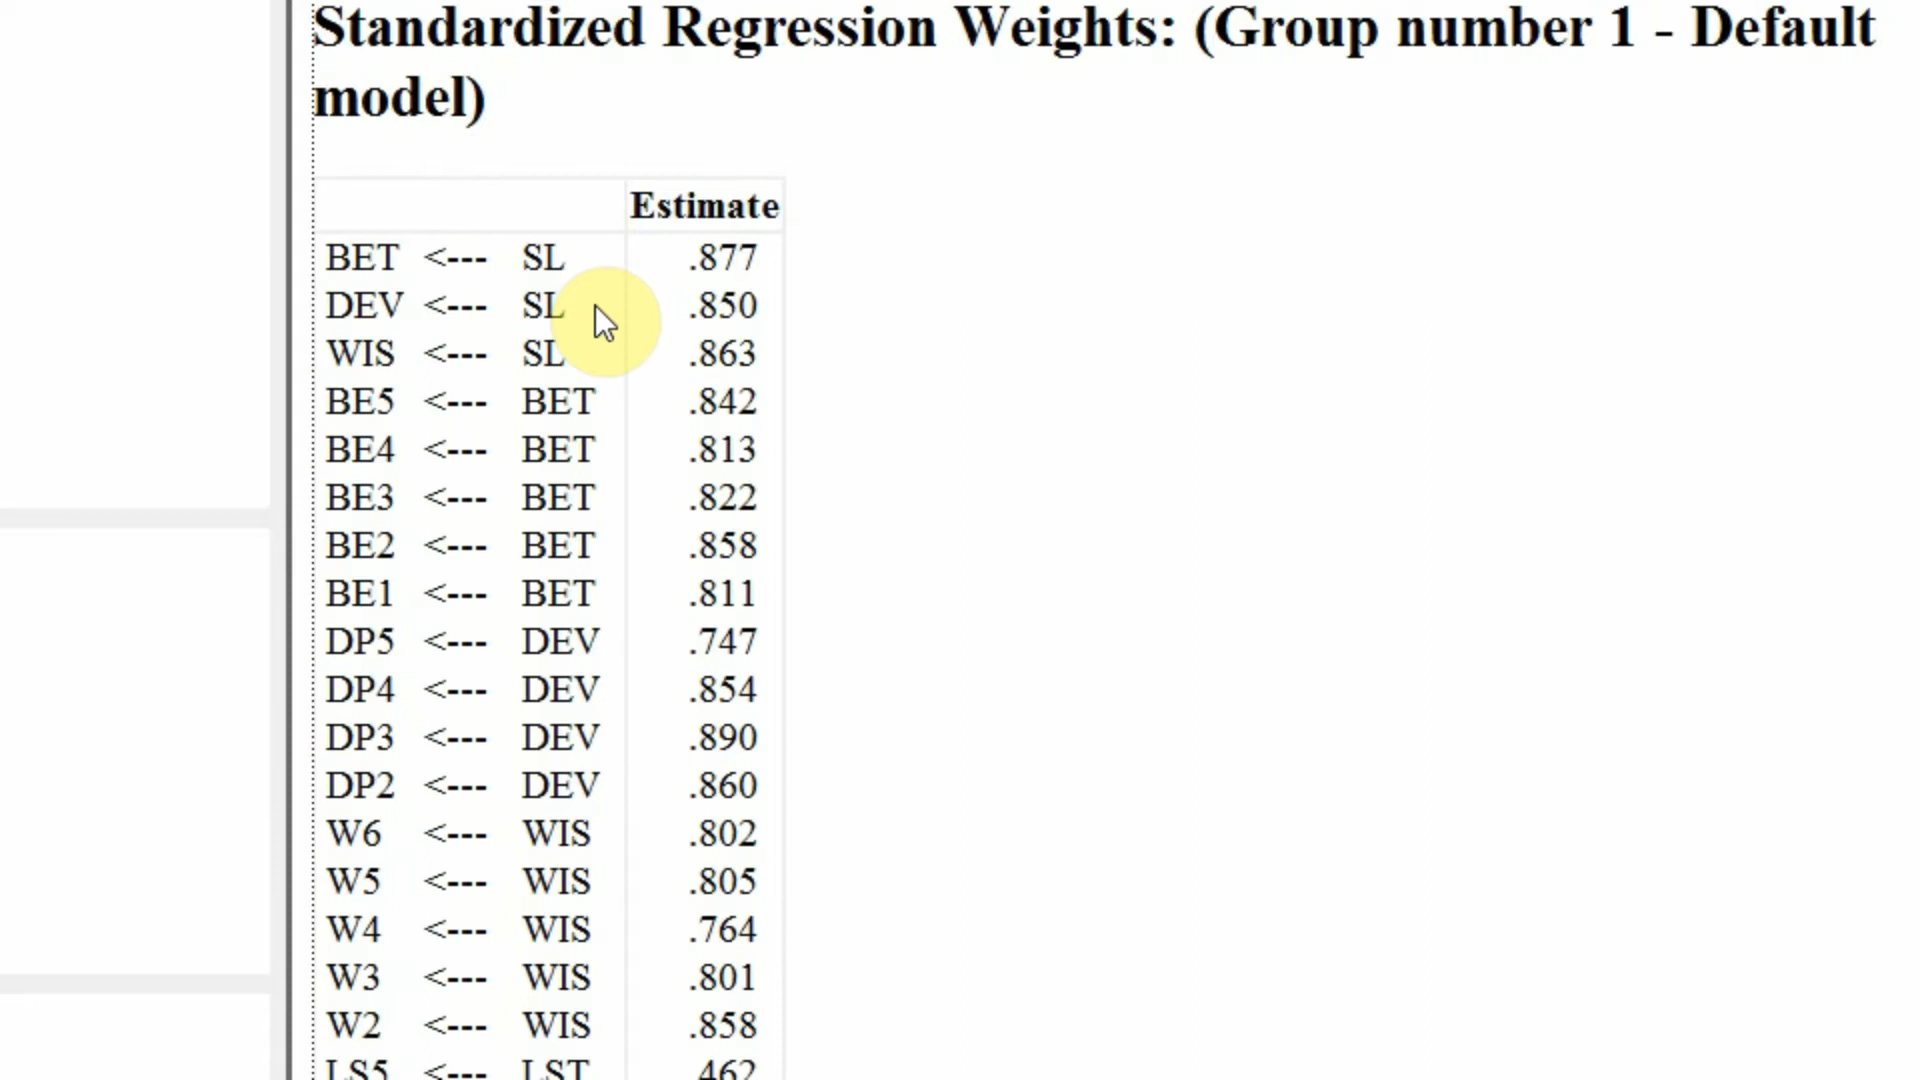 Standardized Regression Weights: (Group number 1 - Default
model)
Estimate
BET <--- SL .877
DEV <--- SL .850
WIS <--- SL .863
BE5 <--- BET .842
BE4 <--- BET .813
BE3 <--- BET .822
BE2 <--- BET .858
BE1 <--- BET .811
DP5 <--- DEV .747
DP4 <--- DEV .854
DP3 <--- DEV .890
DP2 <--- DEV .860
W6 <--- WIS .802
W5 <--- WIS .805
W4 <--- WIS .764
W3 <--- WIS .801
W2 <--- WIS .858
LS5 <--- LST .462